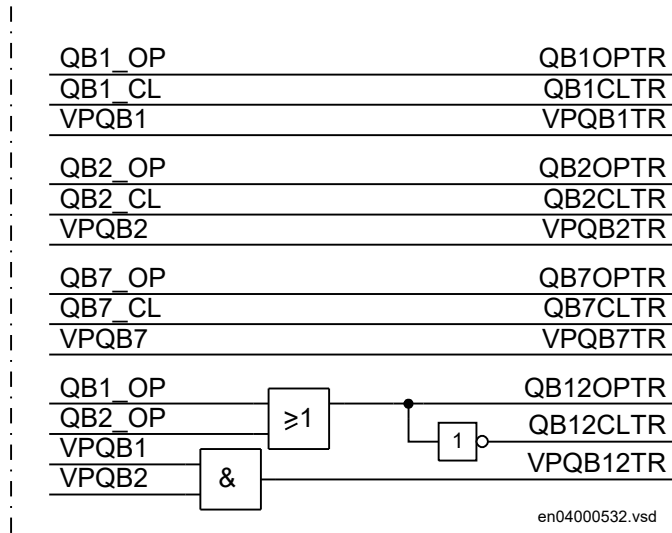 QB1_OP QB1OPTR
QB1_CL QB1CLTR
VPQB1 VPQB1TR
QB2_OP QB2OPTR
QB2_CL QB2CLTR
VPQB2 VPQB2TR
QB7_OP QB7OPTR
QB7_CL QB7CLTR
VPQB7 VPQB7TR
QB1_OP QB12OPTR
QB2_OP ≥1 QB12CLTR
VPQB1 1 VPQB12TR
VPQB2 &
en04000532.vsd